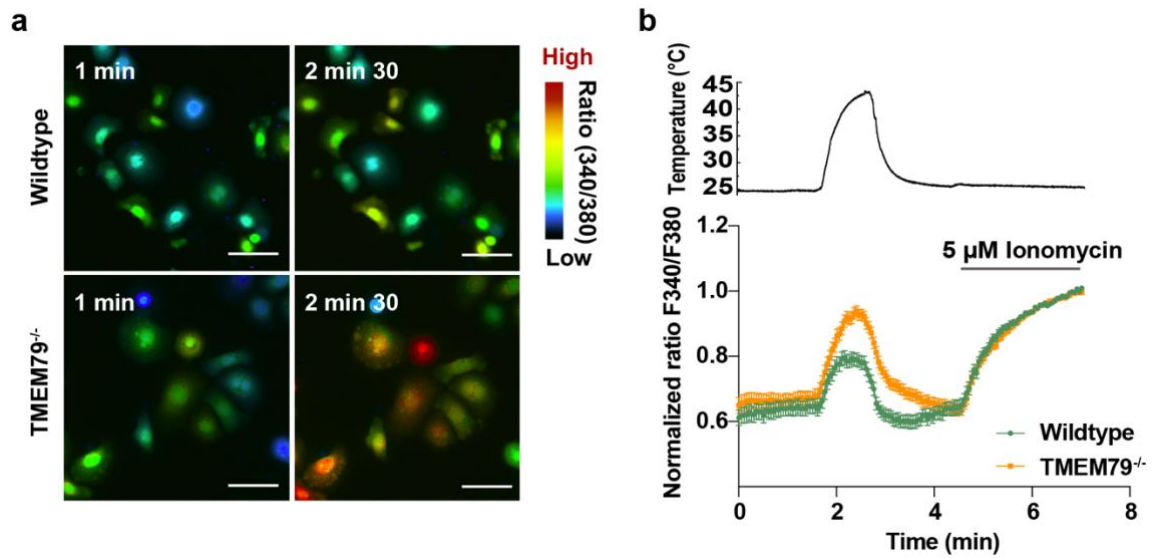 a
Wildtype
1 min
2 min 30
High
Ratio (340/380)
Low
TMEM79-/-
1 min
2 min 30
b
Temperature (°C)
45
40
35
30
25
Normalized ratio F340/F380
1.2
1.0
0.8
0.6
5 µM Ionomycin
Wildtype
TMEM79-/-
0
2
4
6
8
Time (min)